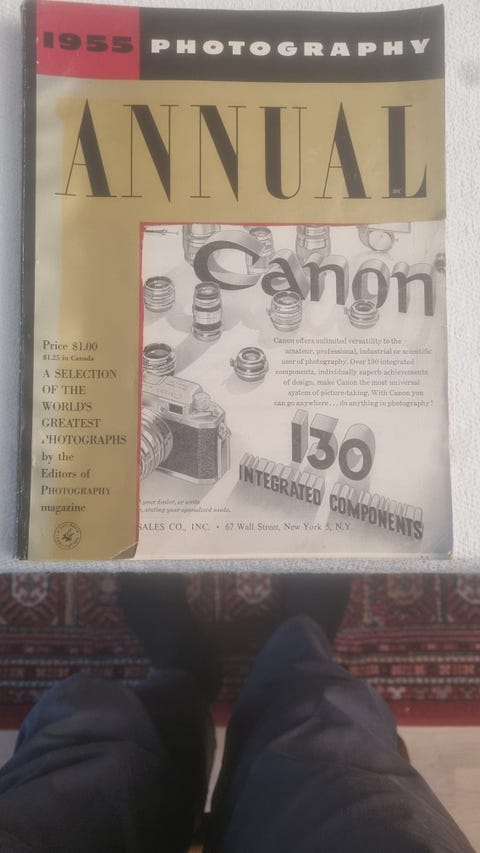 1955 PHOTOGRAPHY
ANNUAL
Canon
Canon offers unlimited versatility to the
amateur, professional, industrial or scientific
user of photography. Over 130 integrated
components, individually superb achievements
of design, make Canon the most universal
system of picture-taking. With Canon you
can go anywhere . . . do anything in photography!
130
INTEGRATED COMPONENTS
your dealer, or write
, stating your specialized needs.
SALES CO., INC. • 67 Wall Street, New York 5, N.Y.
Price $1.00
$1.25 in Canada
A SELECTION
OF THE
WORLD'S
GREATEST
PHOTOGRAPHS
by the
Editors of
PHOTOGRAPHY
magazine